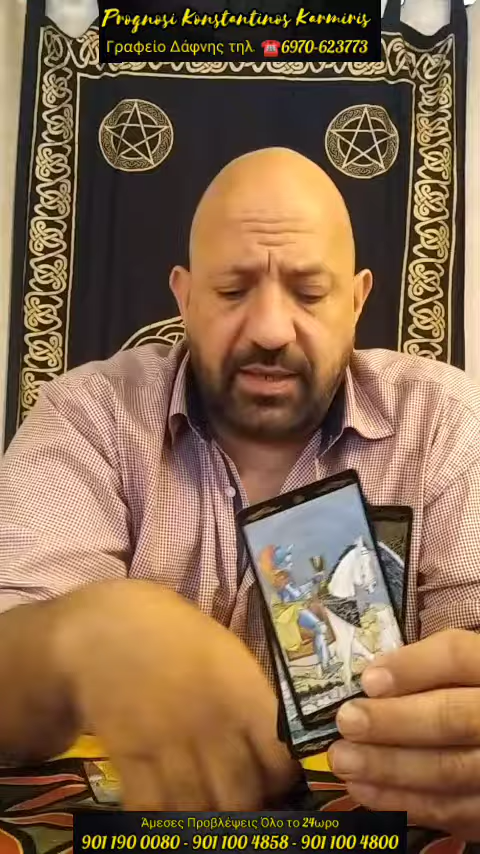 Prognosi Konstantinos Karmiris
Γραφείο Δάφνης τηλ. ☎6970-623773
Άμεσες Προβλέψεις Όλο το 24ωρο
901 190 0080 - 901 100 4858 - 901 100 4800